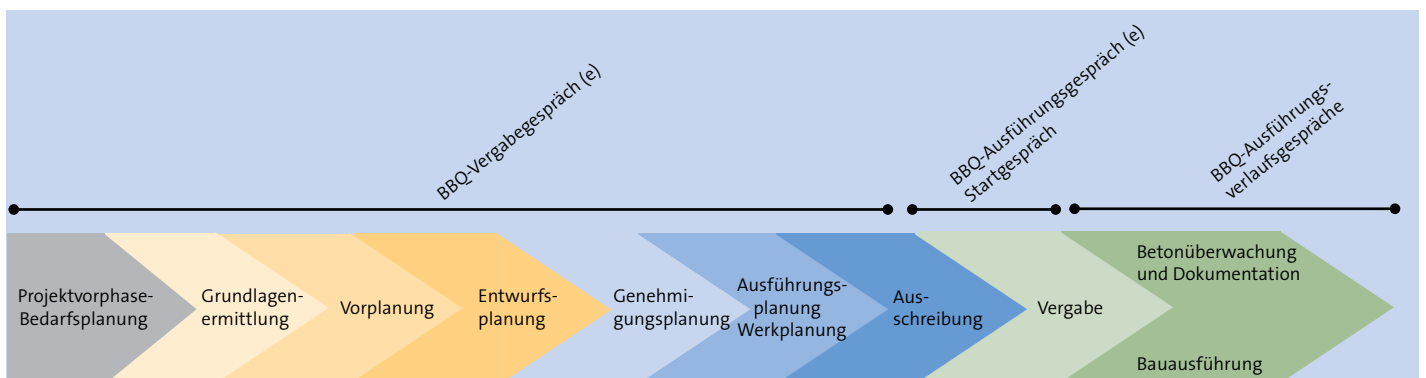 BBQ-Vergabegespräch (e)
BBQ-Ausführungsgespräch (e)
Startgespräch
BBQ-Ausführungs-
verlaufsgespräche
Projektvorphase-
Bedarfsplanung
Grundlagen-
ermittlung
Vorplanung
Entwurfs-
planung
Genehmi-
gungsplanung
Ausführungs-
planung
Werkplanung
Aus-
schreibung
Vergabe
Betonüberwachung
und Dokumentation
Bauausführung